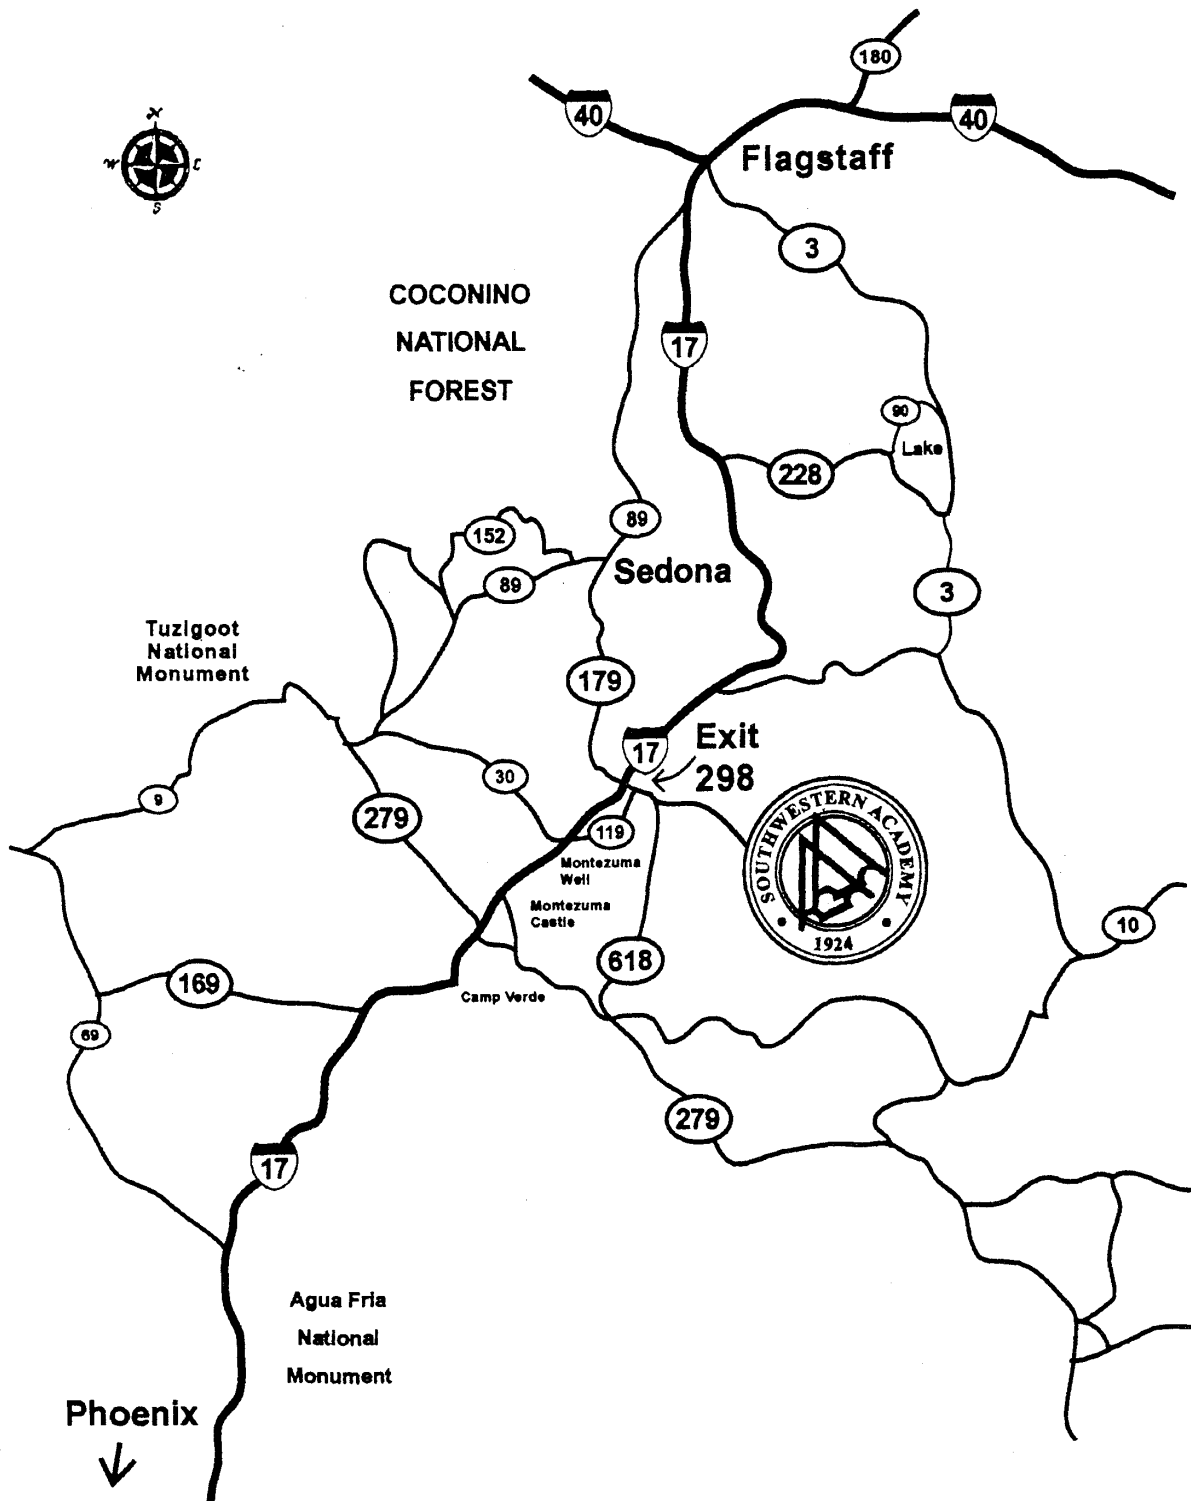 180
40
40
N
W
E
S
Flagstaff
3
COCONINO
NATIONAL
FOREST
17
90
Lake
228
89
152
Sedona
89
3
Tuzigoot
National
Monument
179
17
Exit
298
30
9
279
119
SOUTHWESTERN ACADEMY
1924
Montezuma
Well
Montezuma
Castle
10
618
169
Camp Verde
69
279
17
Agua Fria
National
Monument
Phoenix